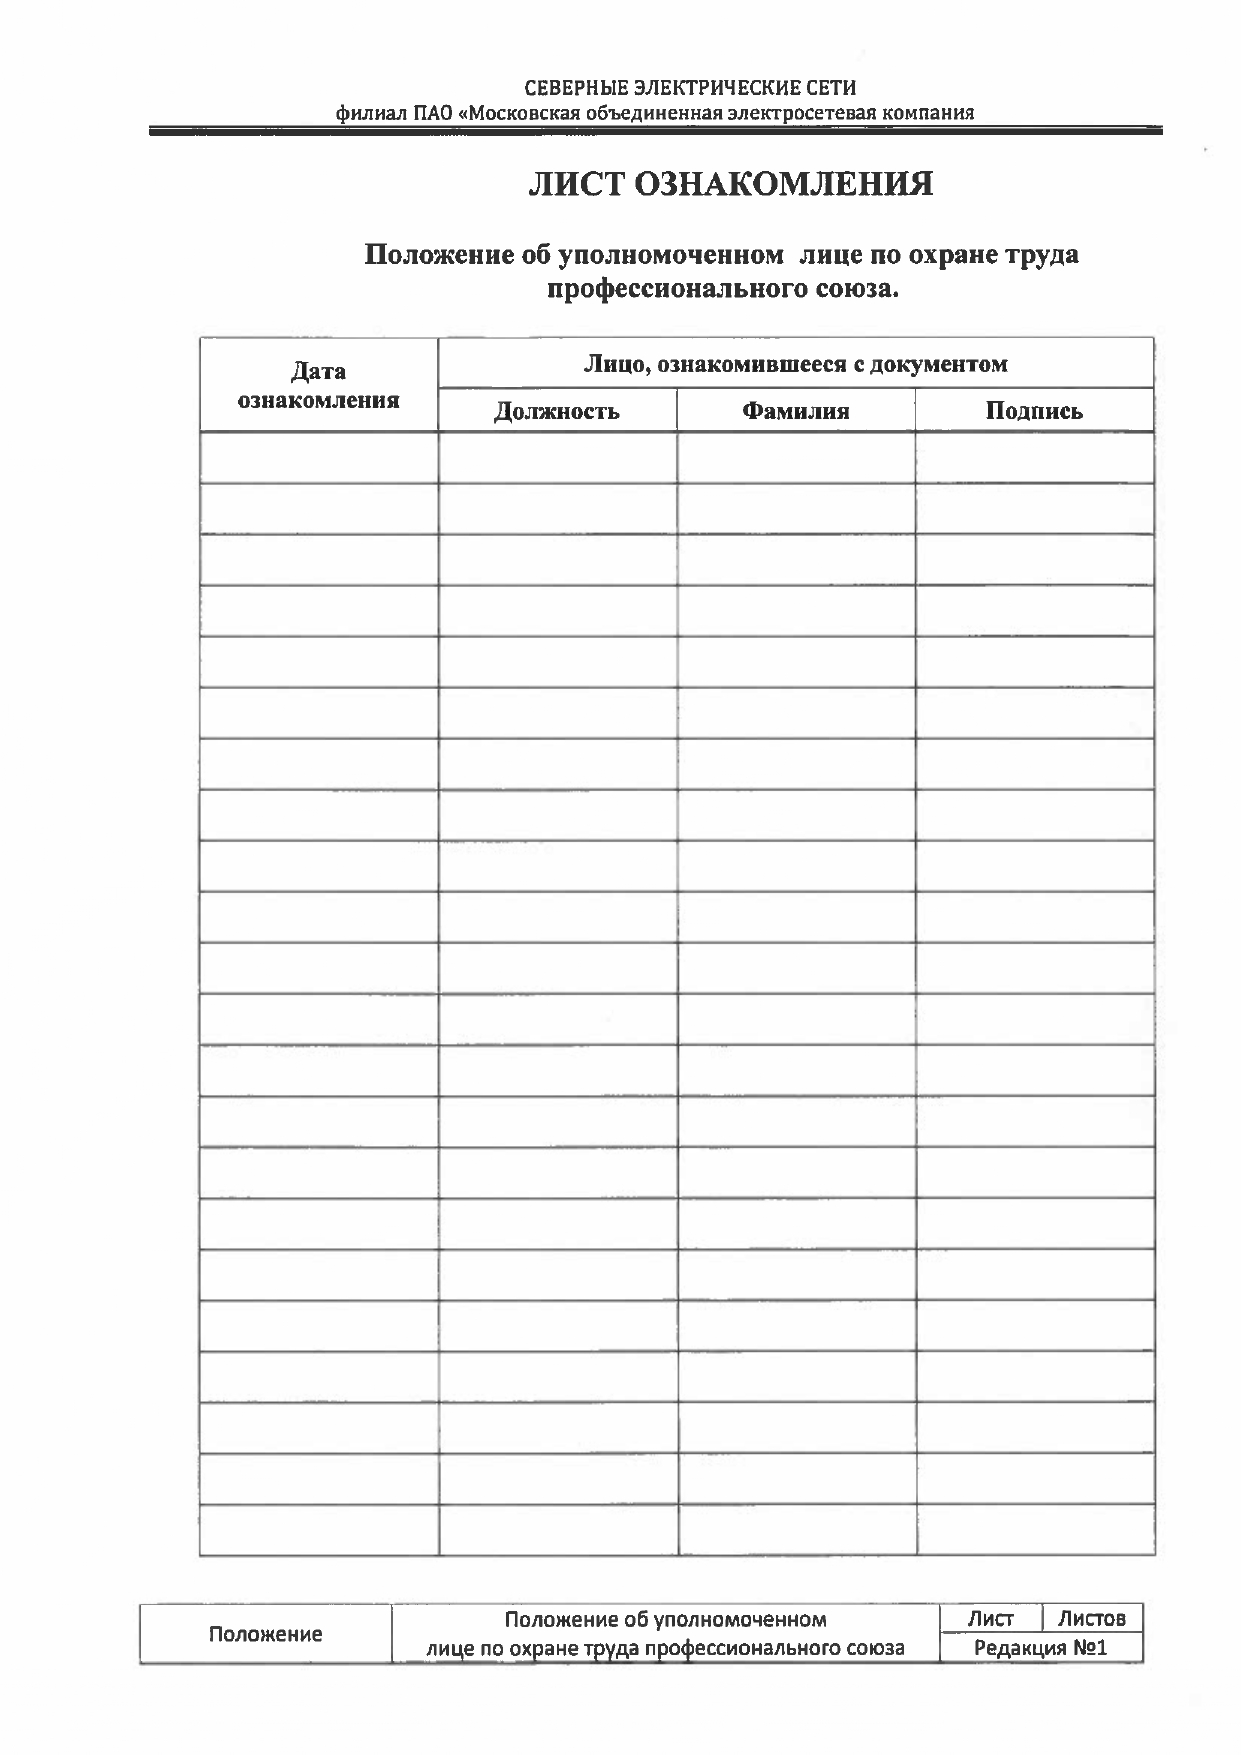 СЕВЕРНЫЕ ЭЛЕКТРИЧЕСКИЕ СЕТИ
филиал ПАО «Московская объединенная электросетевая компания
ЛИСТ ОЗНАКОМЛЕНИЯ
Положение об уполномоченном лице по охране труда
профессионального союза.
Дата
ознакомления
Лицо, ознакомившееся с документом
Должность
Фамилия
Подпись
Положение
Положение об уполномоченном
лице по охране труда профессионального союза
Лист
Листов
Редакция №1